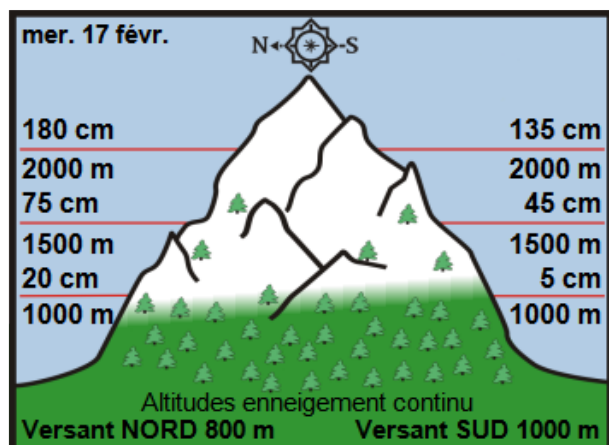 mer. 17 févr.
N S
180 cm 135 cm
2000 m 2000 m
75 cm 45 cm
1500 m 1500 m
20 cm 5 cm
1000 m 1000 m
Altitudes enneigement continu
Versant NORD 800 m Versant SUD 1000 m